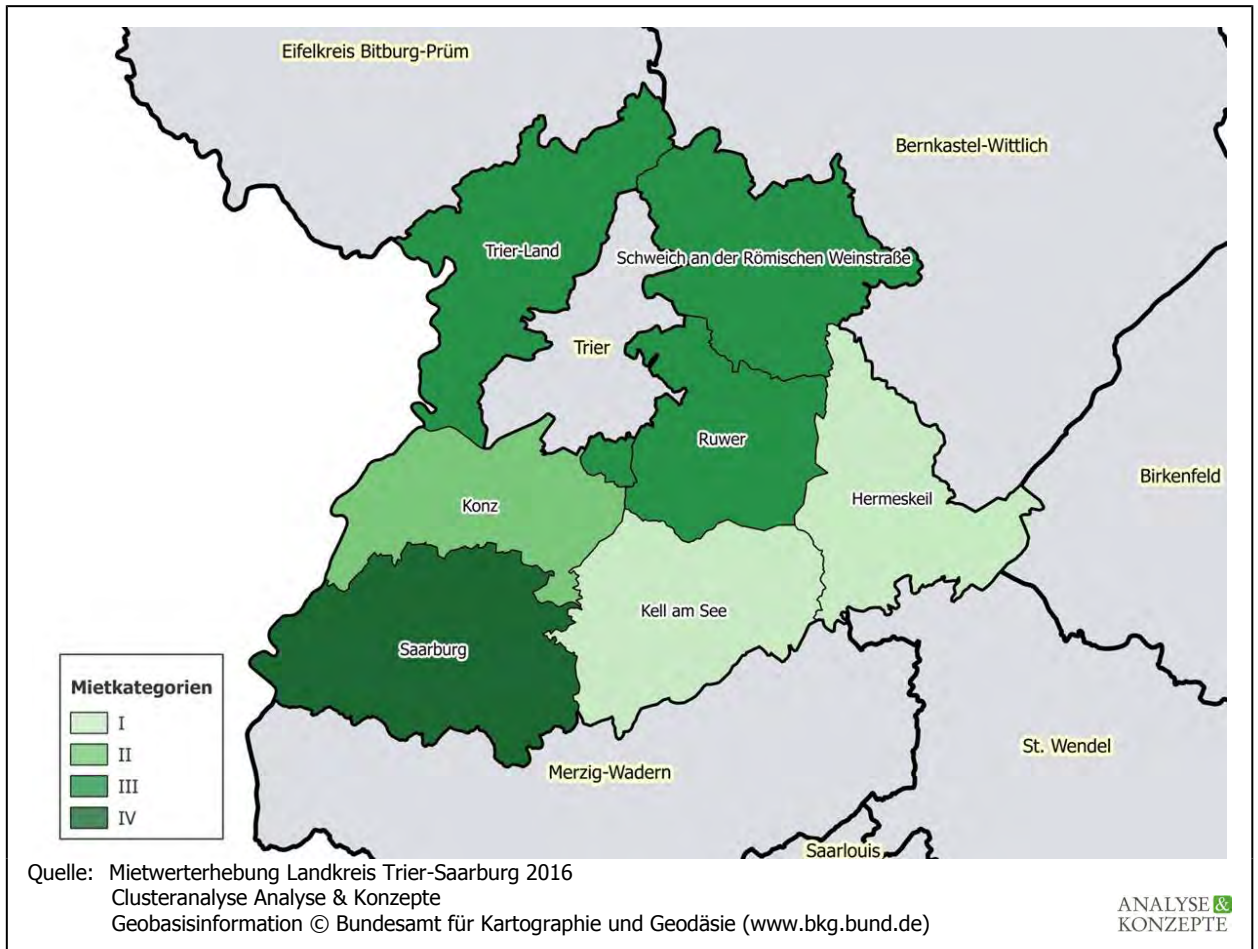 Eifelkreis Bitburg-Prüm
Bernkastel-Wittlich
Trier-Land
Schweich an der Römischen Weinstraße
Trier
Ruwer
Birkenfeld
Hermeskeil
Konz
Kell am See
Saarburg
Mietkategorien
I
II
III
IV
St. Wendel
Merzig-Wadern
Saarlouis
Quelle: Mietwerterhebung Landkreis Trier-Saarburg 2016
Clusteranalyse Analyse & Konzepte
Geobasisinformation © Bundesamt für Kartographie und Geodäsie (www.bkg.bund.de)
ANALYSE &
KONZEPTE